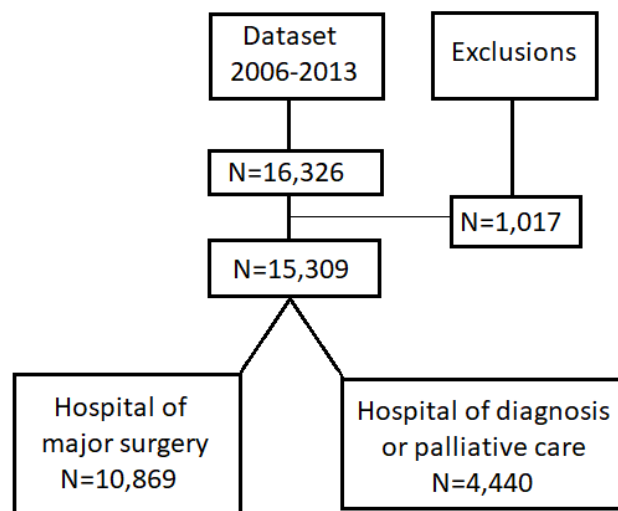 Dataset
2006-2013
Exclusions
N=16,326
N=1,017
N=15,309
Hospital of
major surgery
N=10,869
Hospital of diagnosis
or palliative care
N=4,440